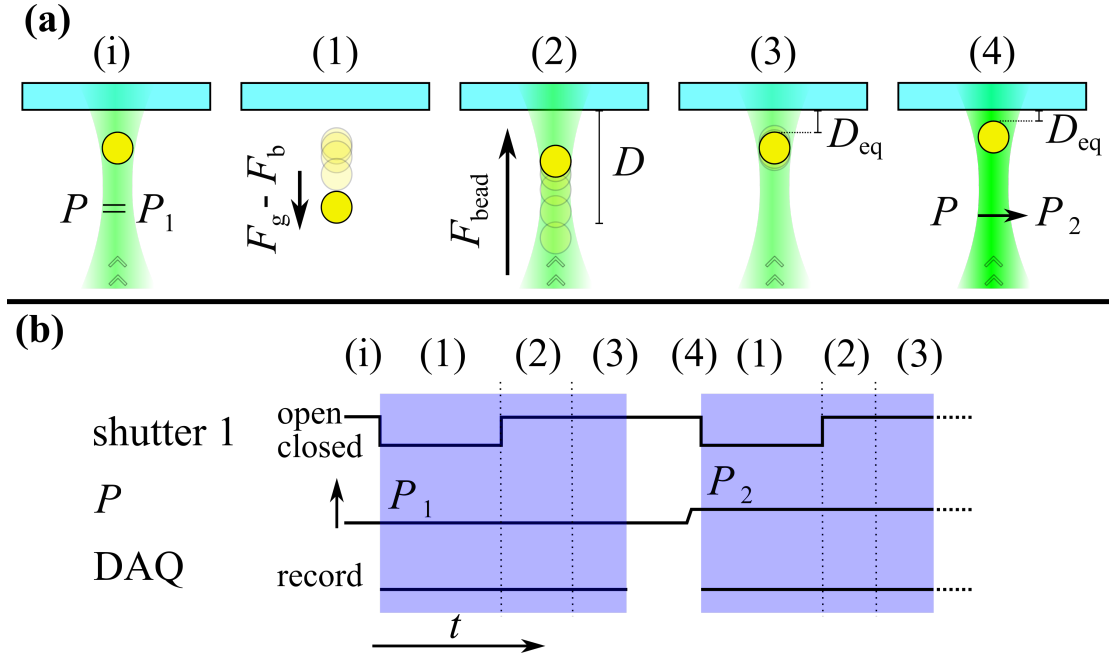 (a)
(i) (1) (2) (3) (4)
P = P1
Fg - Fb
Fbead
D
Deq
Deq
P P2
(b)
(i) (1) (2) (3) (4) (1) (2) (3)
shutter 1 open
closed
P P1 P2
DAQ record
t